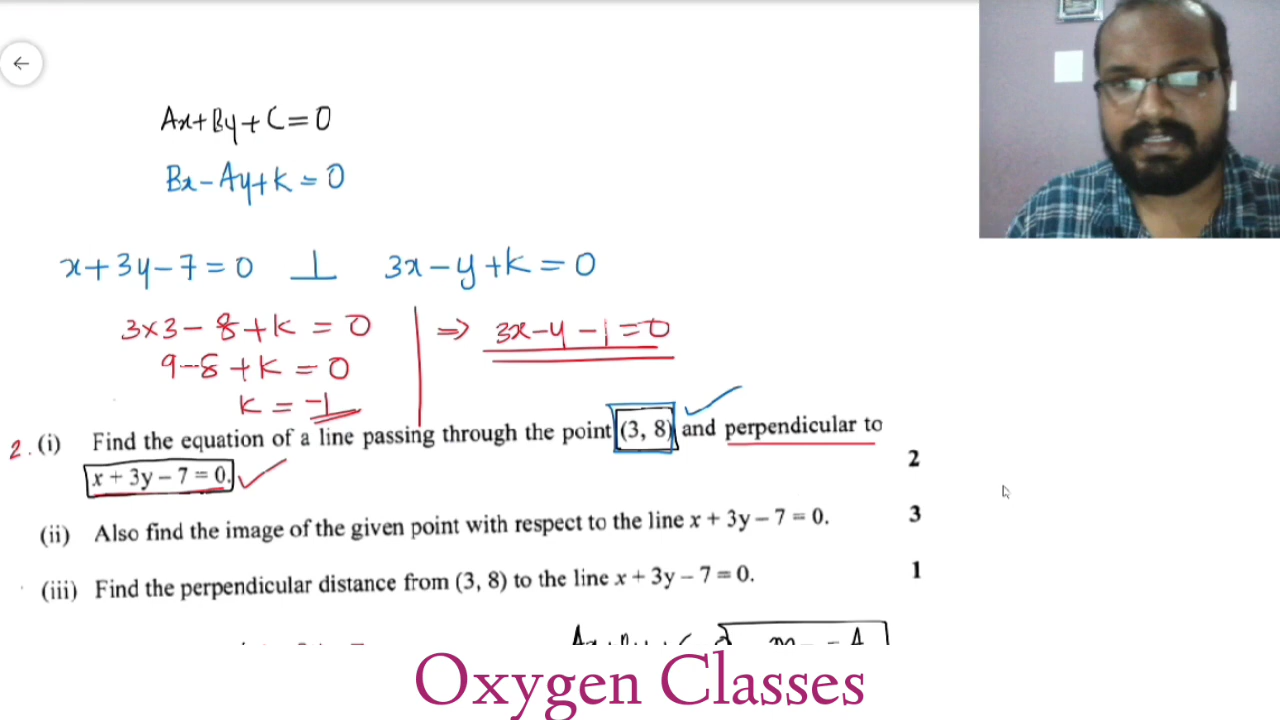 Ax+By+C=0
Bx-Ay+K=0
x+3y-7=0 ⊥ 3x-y+k=0
3×3-8+k=0 ⇒ 3x-y-1=0
9-8+k=0
k=-1
2.(i) Find the equation of a line passing through the point (3, 8) and perpendicular to
x + 3y – 7 = 0. 2
(ii) Also find the image of the given point with respect to the line x + 3y – 7 = 0. 3
(iii) Find the perpendicular distance from (3, 8) to the line x + 3y – 7 = 0. 1
Oxygen Classes